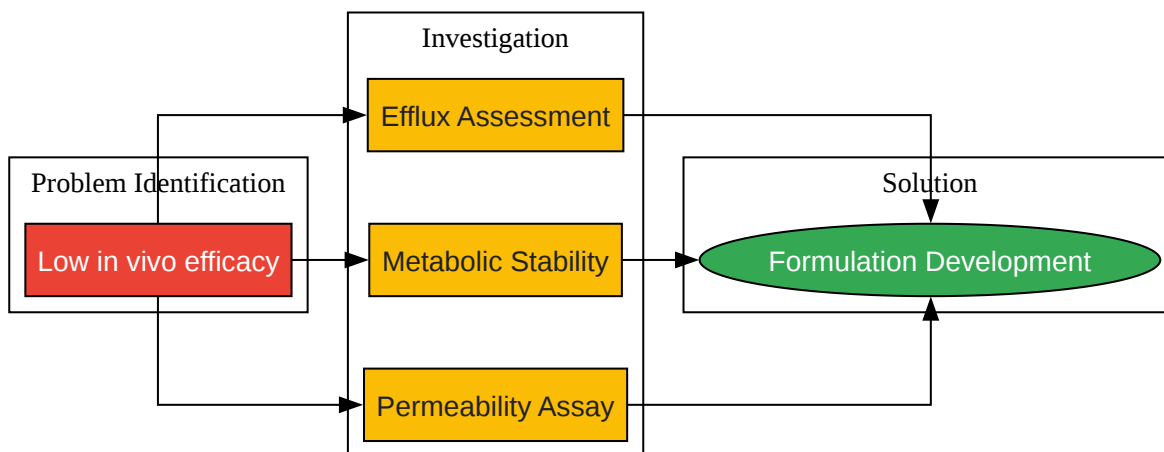 Investigation
Efflux Assessment
Problem Identification
Solution
Low in vivo efficacy
Metabolic Stability
Formulation Development
Permeability Assay